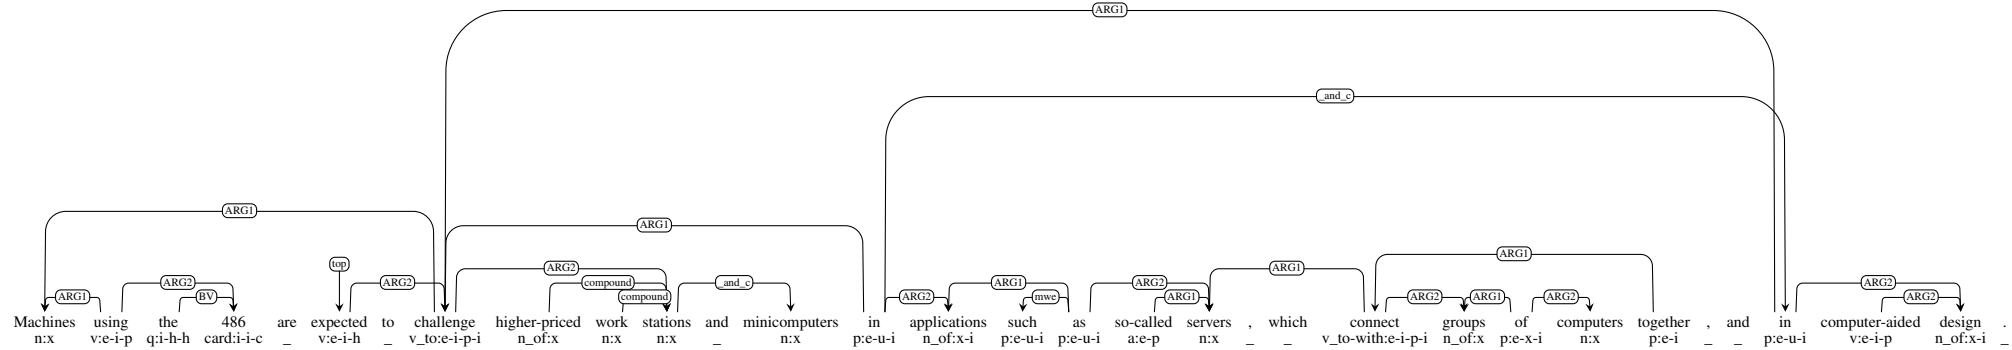 ARG1
_and_c
ARG1
ARG1
ARG1
top
ARG2
ARG1
ARG2
ARG2
compound
_and_c
ARG1
ARG2
ARG2
ARG1
BV
compound
ARG2
mwe
ARG1
ARG2
ARG1
ARG2
ARG2
Machines using the 486 are expected to challenge higher-priced work stations and minicomputers in applications such as so-called servers , which connect groups of computers together , and in computer-aided design .
n:x v:e-i-p q:i-h-h card:i-i-c _ v:e-i-h _ v_to:e-i-p-i n_of:x n:x n:x _ n:x p:e-u-i n_of:x-i p:e-u-i p:e-u-i a:e-p n:x _ _ v_to-with:e-i-p-i n_of:x p:e-x-i n:x p:e-i _ _ p:e-u-i v:e-i-p n_of:x-i _